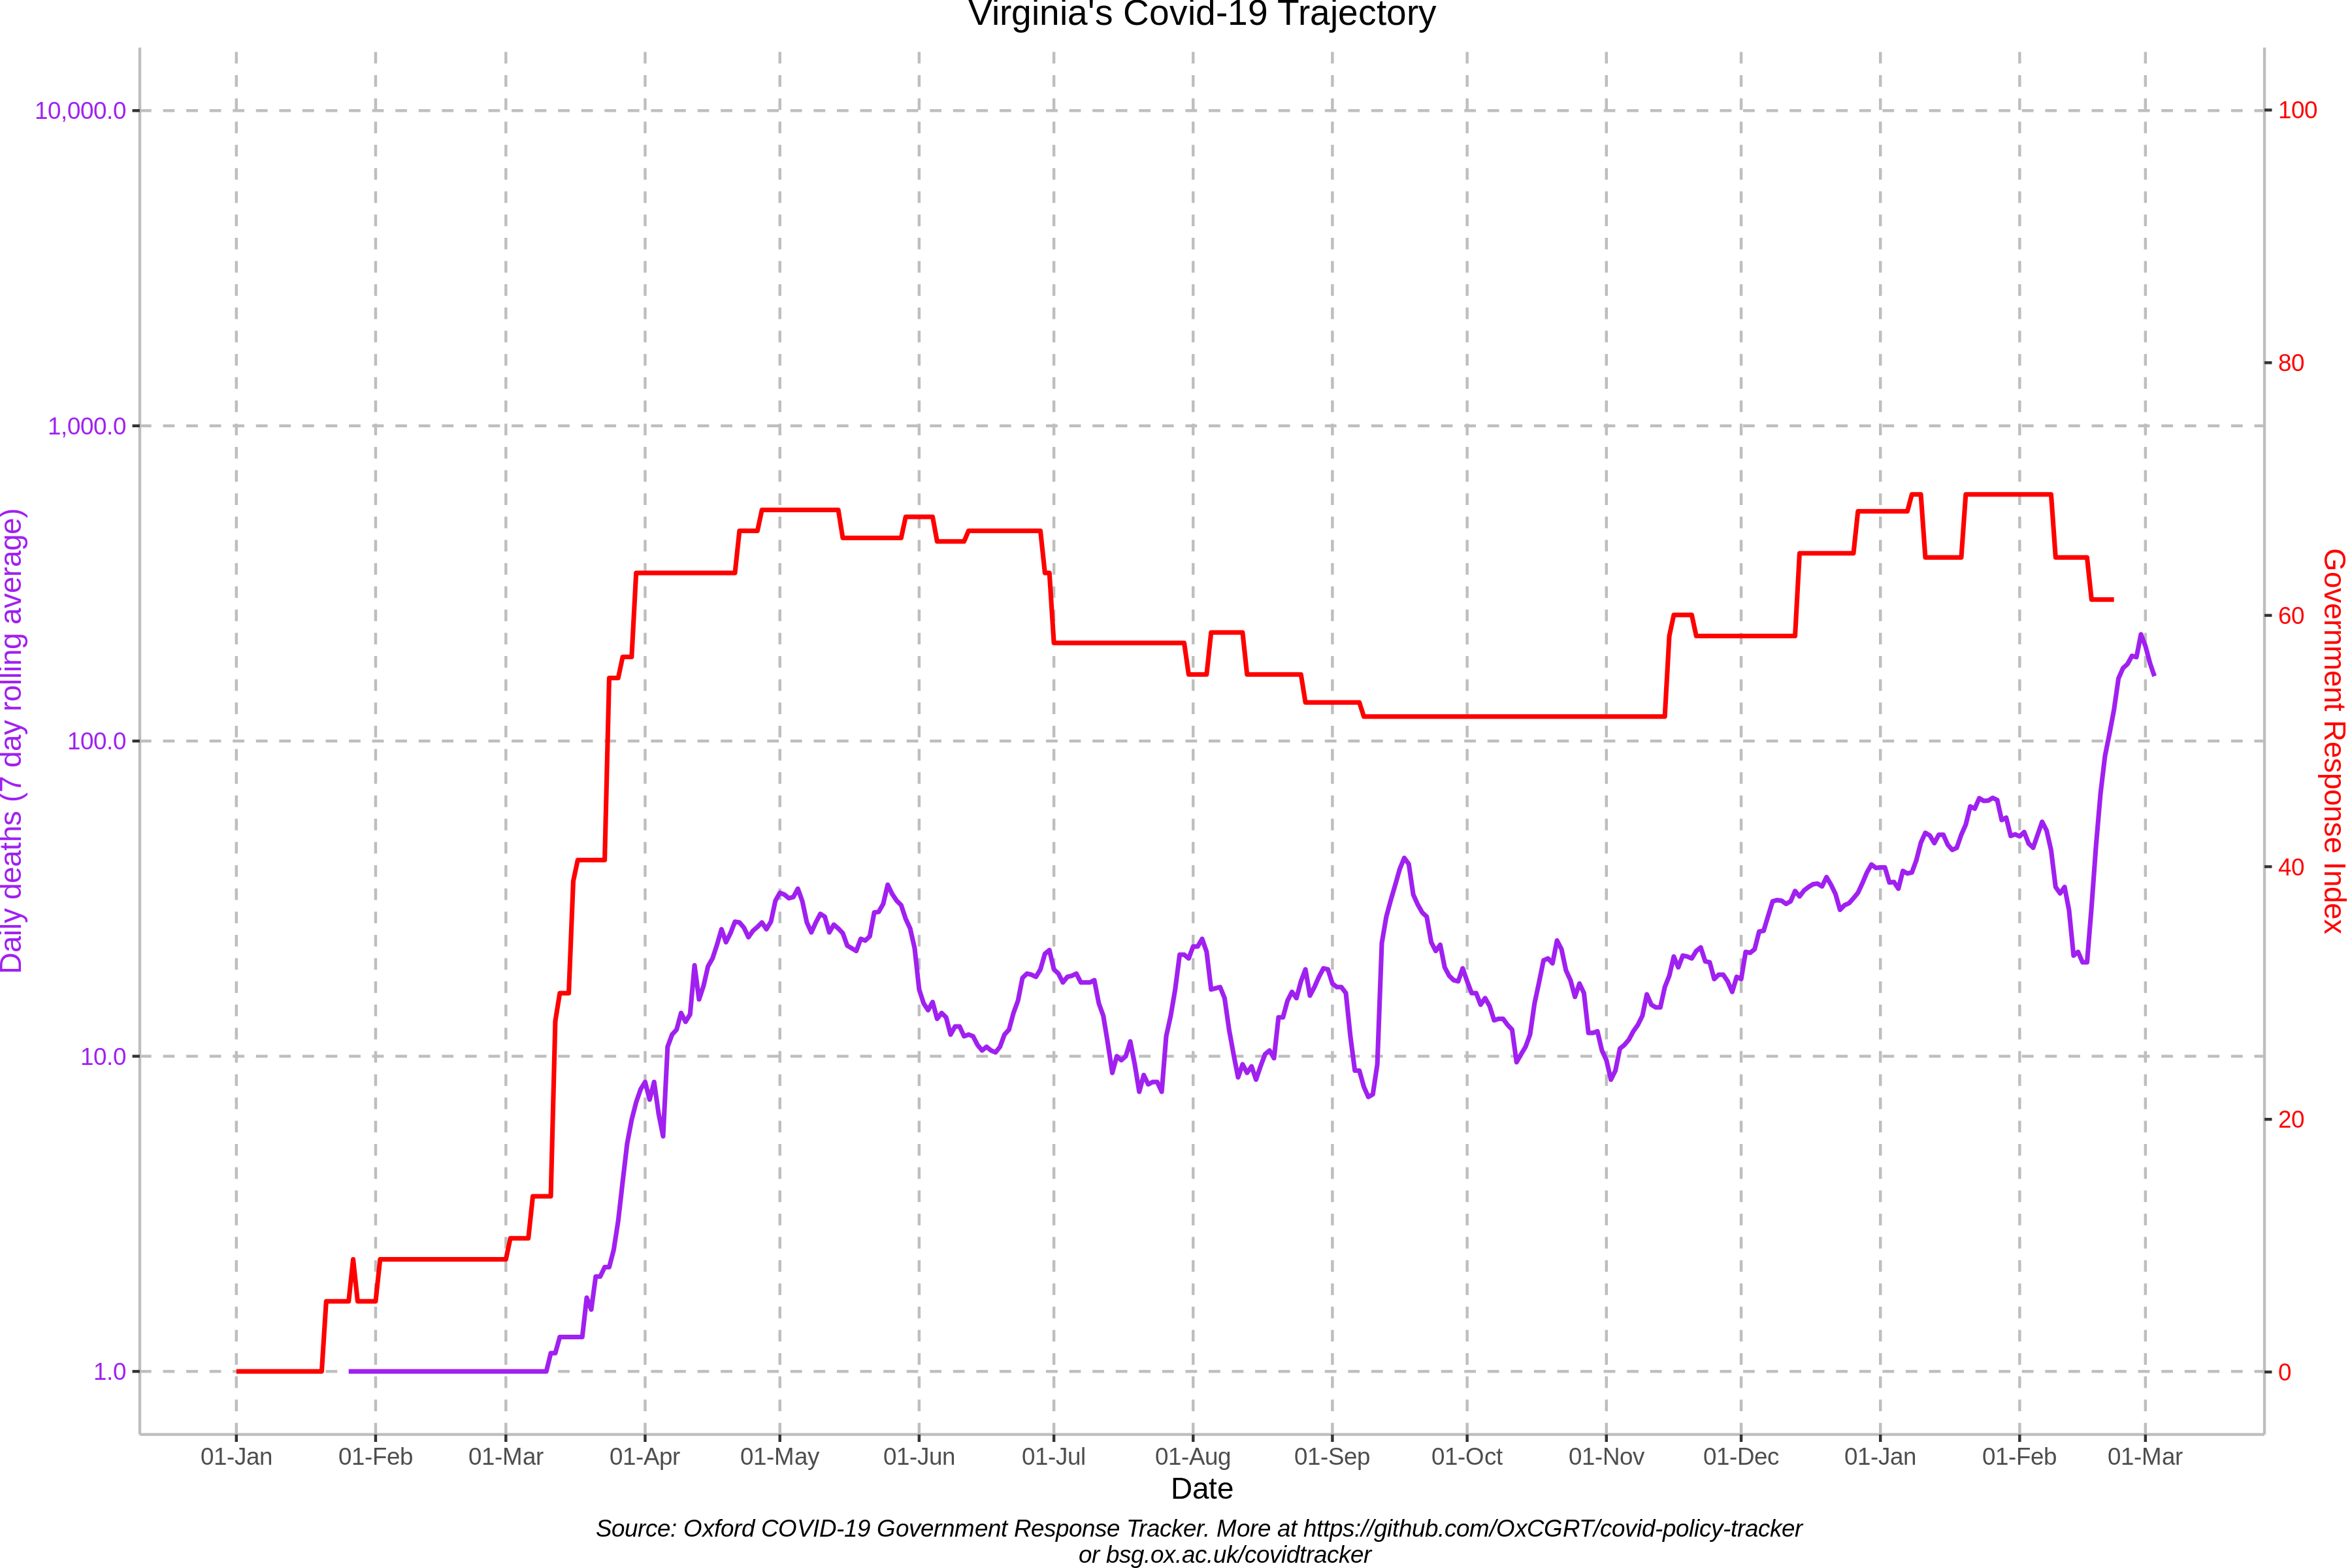 Virginia's Covid-19 Trajectory
10,000.0
1,000.0
100.0
10.0
1.0
Daily deaths (7 day rolling average)
100
80
60
40
20
0
Government Response Index
01-Jan 01-Feb 01-Mar 01-Apr 01-May 01-Jun 01-Jul 01-Aug 01-Sep 01-Oct 01-Nov 01-Dec 01-Jan 01-Feb 01-Mar
Date
Source: Oxford COVID-19 Government Response Tracker. More at https://github.com/OxCGRT/covid-policy-tracker
or bsg.ox.ac.uk/covidtracker